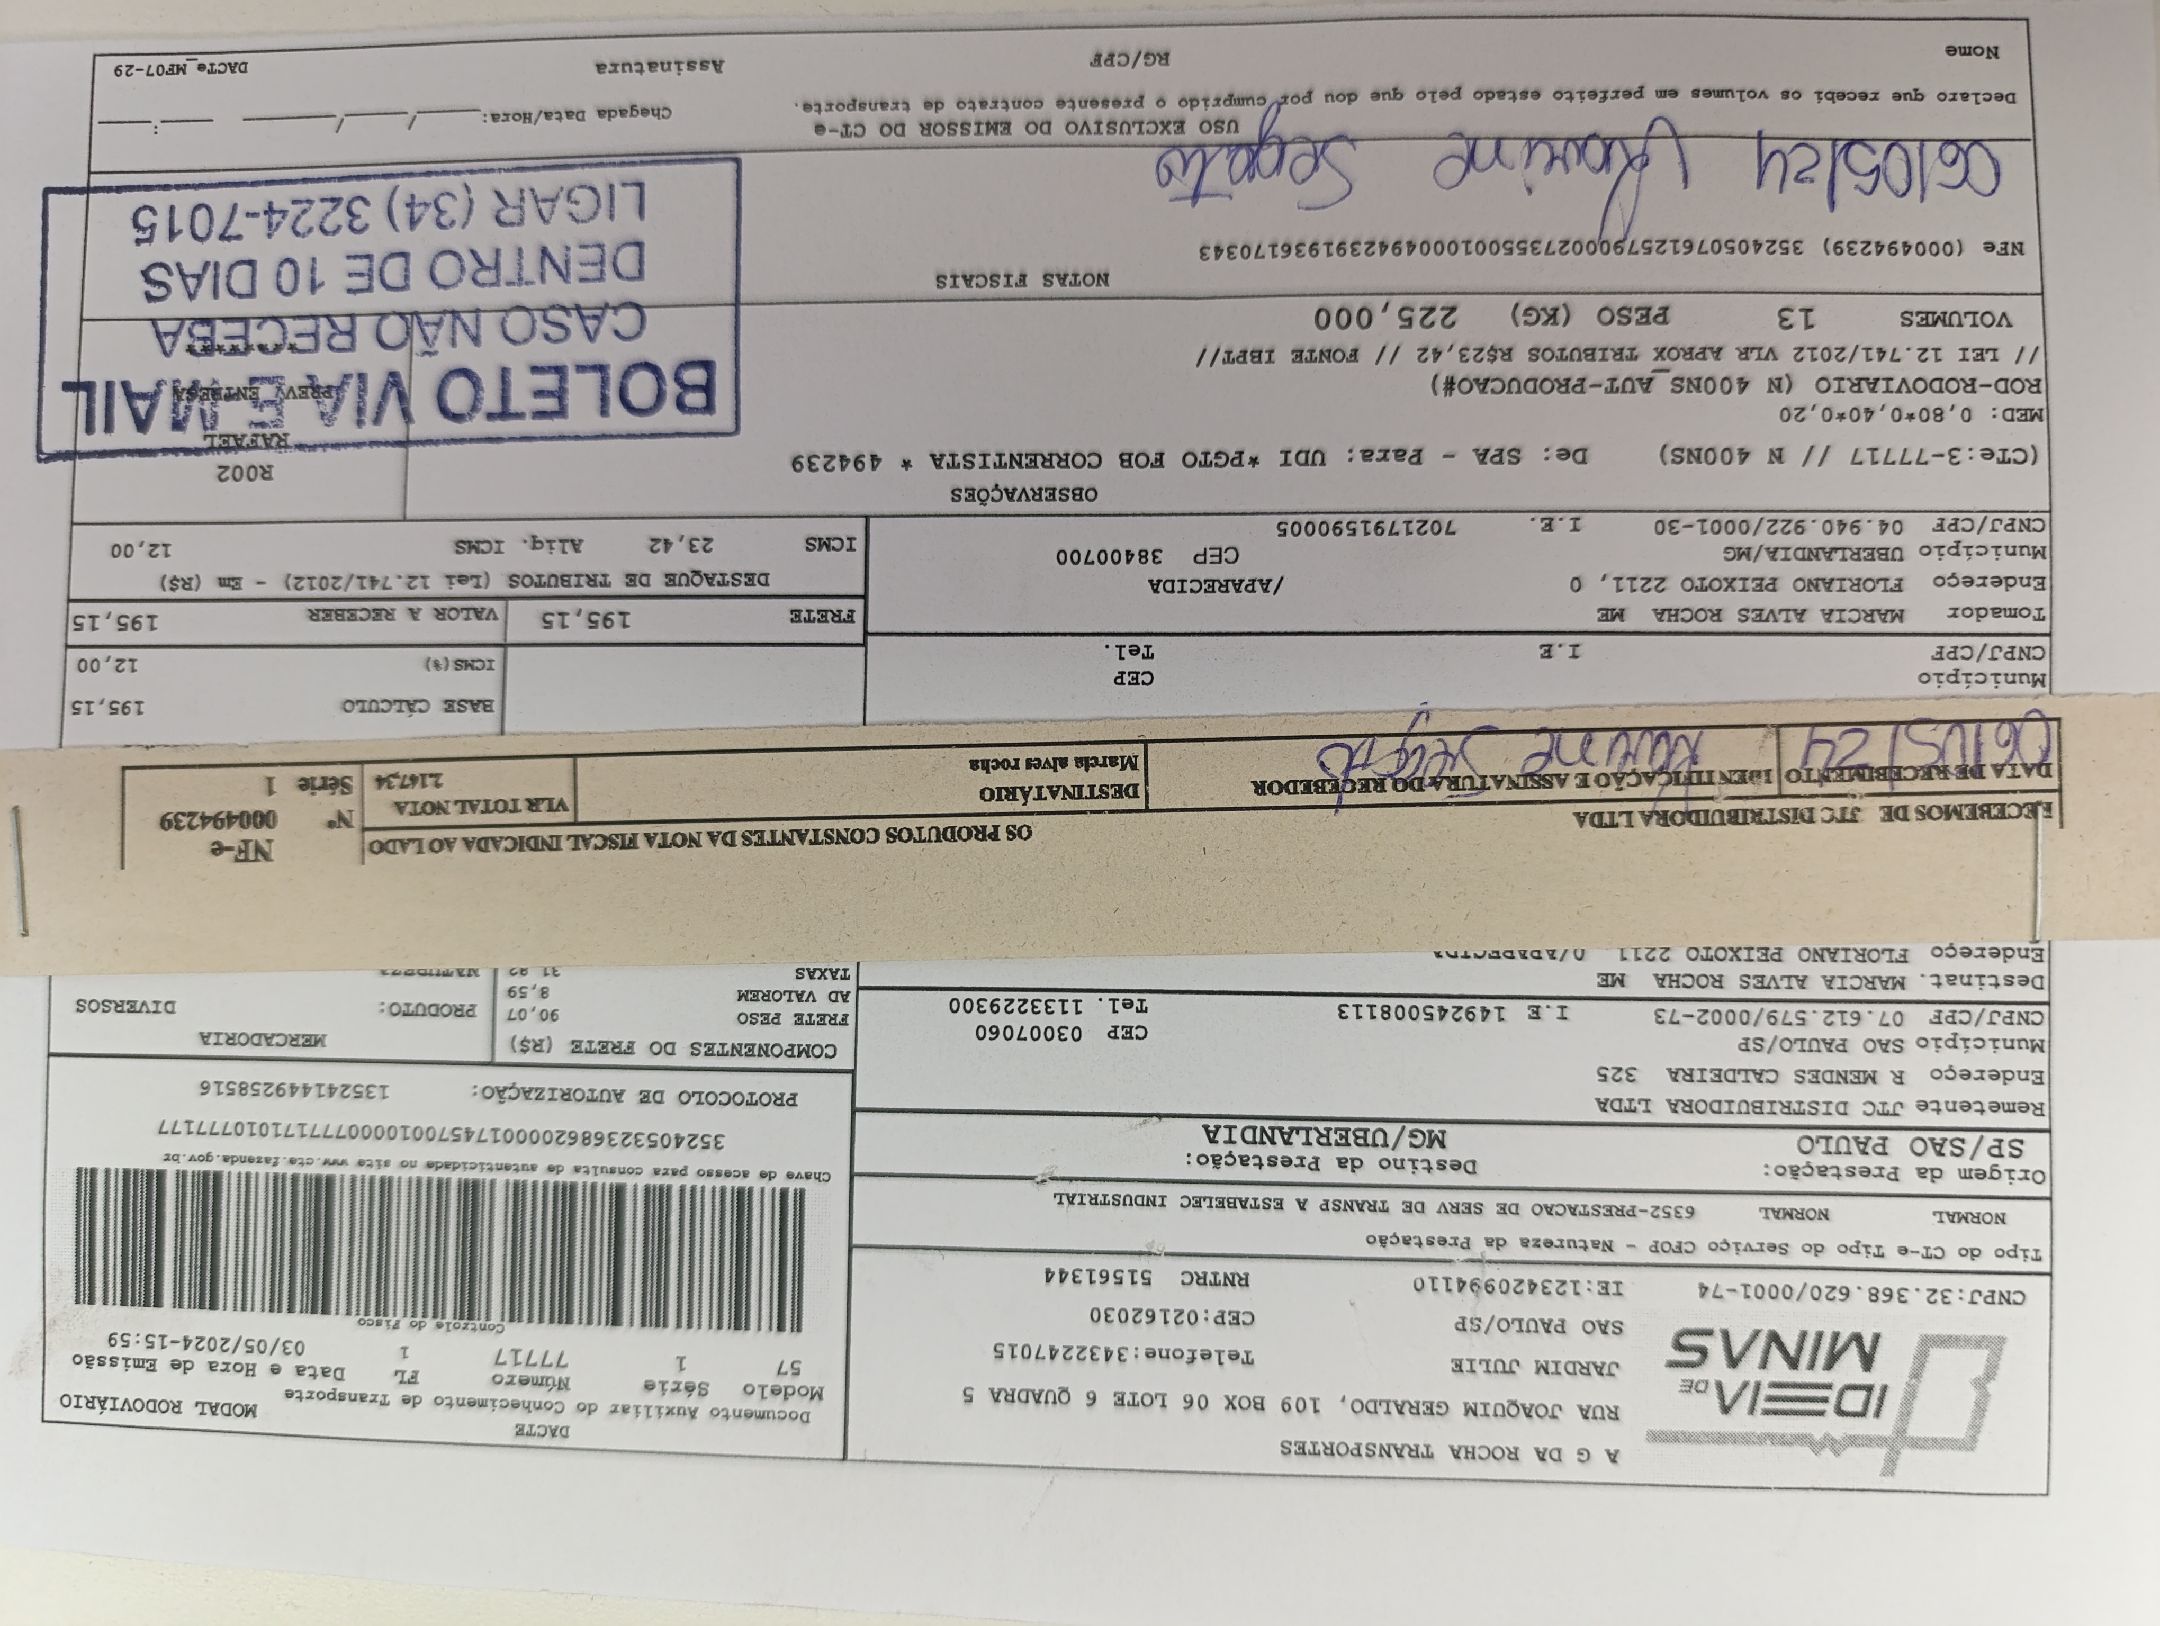 A G DA ROCHA TRANSPORTES
IDEIA DE
MINAS
RUA JOAQUIM GERALDO, 109 BOX 06 LOTE 6 QUADRA 5
JARDIM JULIE Telefone:3432247015
SAO PAULO/SP CEP:02162030
CNPJ:32.368.620/0001-74 IE:123420994110 RNTRC 51561344
DACTE
Documento Auxiliar do Conhecimento de Transporte MODAL RODOVIÁRIO
Modelo Série Número FL Data e Hora de Emissão
57 1 77717 1 03/05/2024-15:59
Controle do Fisco
Chave de acesso para consulta de autenticidade no site www.cte.fazenda.gov.br
PROTOCOLO DE AUTORIZAÇÃO: 135241449258516
Tipo do CT-e Tipo do Serviço CFOP - Natureza da Prestação
NORMAL NORMAL 6352-PRESTACAO DE SERV DE TRANSP A ESTABELEC INDUSTRIAL
Origem da Prestação: Destino da Prestação:
SP/SAO PAULO MG/UBERLANDIA
Remetente JTC DISTRIBUIDORA LTDA
Endereço R MENDES CALDEIRA 325
Município SAO PAULO/SP CEP 03007060
CNPJ/CPF 07.612.579/0002-73 I.E 149245008113 Tel. 1133229300
Destinat. MARCIA ALVES ROCHA ME
Endereço FLORIANO PEIXOTO 2211 0/APARECIDA
COMPONENTES DO FRETE (R$) MERCADORIA
FRETE PESO 90,07 PRODUTO: DIVERSOS
AD VALOREM 8,59
TAXAS 31,82 NATUREZA
RECEBEMOS DE JTC DISTRIBUIDORA LTDA OS PRODUTOS CONSTANTES DA NOTA FISCAL INDICADA AO LADO
DATA DE RECEBIMENTO IDENTIFICAÇÃO E ASSINATURA DO RECEBEDOR
06/05/24 Karine Segato
DESTINATÁRIO
Marcia alves rocha
VLR TOTAL NOTA
2.147,34
NF-e
Nº 000494239
Série 1
Município CEP
CNPJ/CPF I.E Tel.
BASE CÁLCULO 195,15
ICMS(%) 12,00
Tomador MARCIA ALVES ROCHA ME
Endereço FLORIANO PEIXOTO 2211, 0 /APARECIDA
Município UBERLANDIA/MG CEP 38400700
CNPJ/CPF 04.940.922/0001-30 I.E. 7021791590005
FRETE 195,15 VALOR A RECEBER 195,15
DESTAQUE DE TRIBUTOS (Lei 12.741/2012) - Em (R$)
ICMS 23,42 Aliq. ICMS 12,00
OBSERVAÇÕES
(CTe:3-77717 // N 400NS) De: SPA - Para: UDI *PGTO FOB CORRENTISTA * 494239
MED: 0,80*0,40*0,20
ROD-RODOVIARIO (N 400NS_AUT-PRODUCAO#)
// LEI 12.741/2012 VLR APROX TRIBUTOS R$23,42 // FONTE IBPT//
VOLUMES 13 PESO (KG) 225,000
R002
RAFAEL
PREV. ENTREGA
********
BOLETO VIA E-MAIL
CASO NÃO RECEBA
DENTRO DE 10 DIAS
LIGAR (34) 3224-7015
NOTAS FISCAIS
NFe (000494239) 35240507612579000273550010004942391936170343
06/05/24 Karine Segato
USO EXCLUSIVO DO EMISSOR DO CT-e
Declaro que recebi os volumes em perfeito estado pelo que dou por cumprido o presente contrato de transporte.
Chegada Data/Hora: ____/____/____ ___:___
Nome RG/CPF Assinatura DACTe_MF07-29